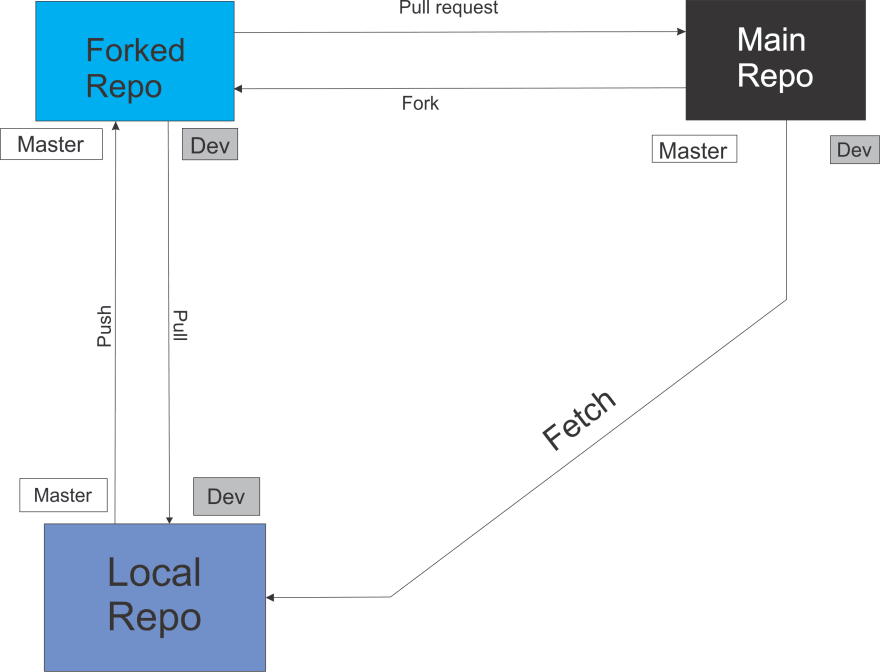 Pull request
Forked
Repo
Main
Repo
Fork
Master
Dev
Master
Dev
Push
Pull
Fetch
Master
Dev
Local
Repo